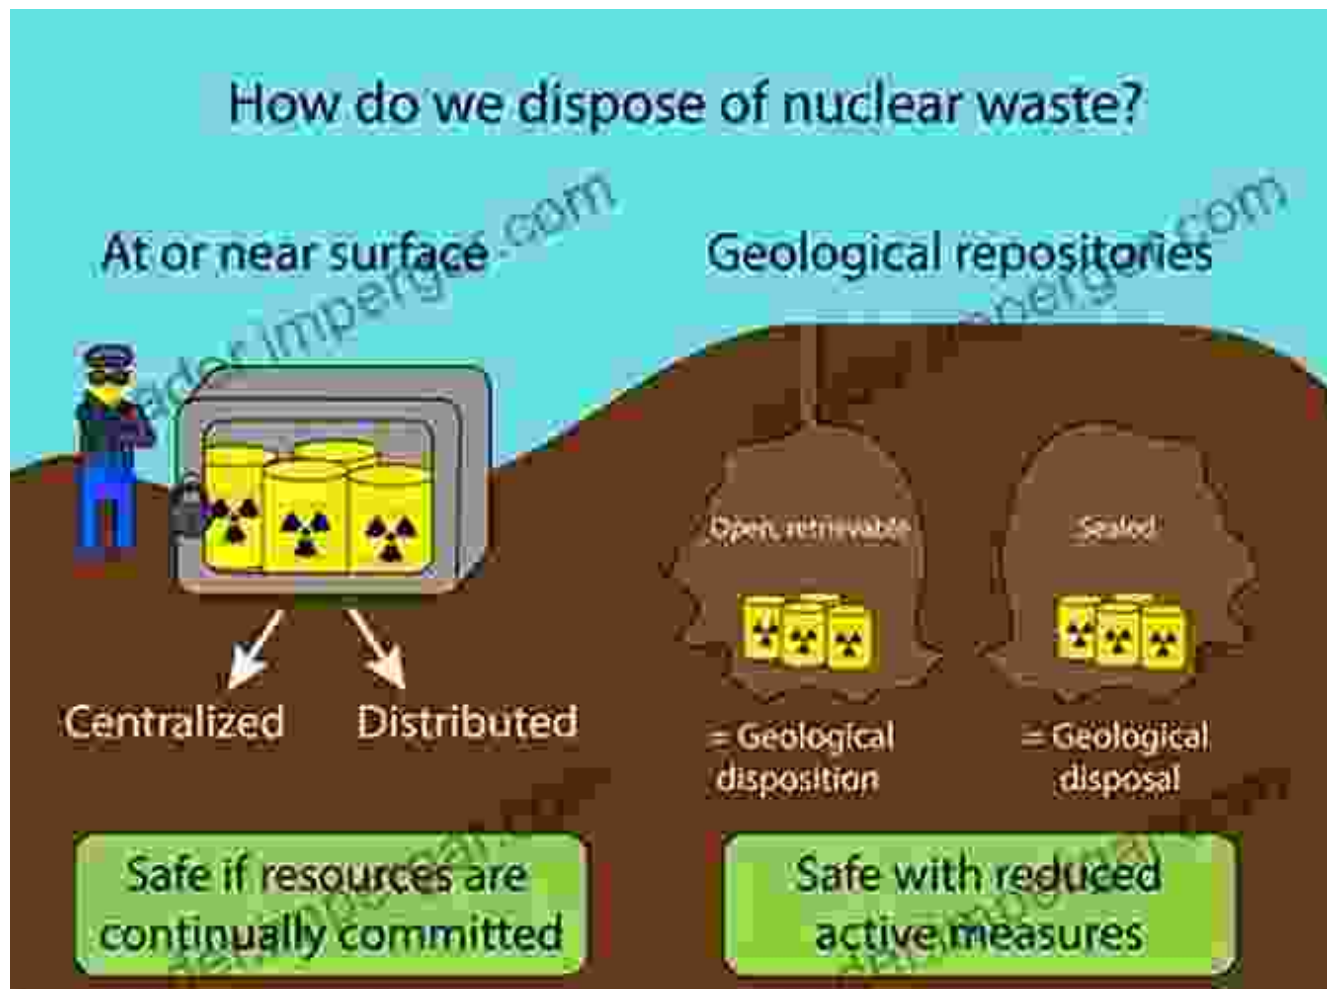 How do we dispose of nuclear waste?
At or near surface
Geological repositories
Open, retrievable
Sealed
Centralized
Distributed
= Geological
disposition
= Geological
disposal
Safe if resources are
continually committed
Safe with reduced
active measures